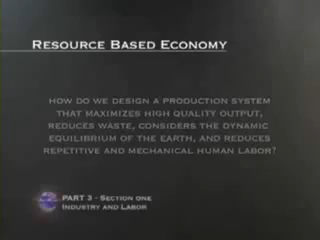 RESOURCE BASED ECONOMY
HOW DO WE DESIGN A PRODUCTION SYSTEM
THAT MAXIMIZES HIGH QUALITY OUTPUT,
REDUCES WASTE, CONSIDERS THE DYNAMIC
EQUILIBRIUM OF THE EARTH, AND REDUCES
REPETITIVE AND MECHANICAL HUMAN LABOR?
PART 3 - SECTION ONE
INDUSTRY AND LABOR